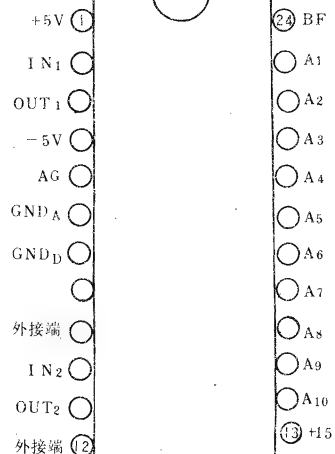 +5V 1 24 BF
IN1 A1
OUT1 A2
-5V A3
AG A4
GNDA A5
GNDD A6
A7
外接端 A8
IN2 A9
OUT2 A10
外接端 12 13 +15